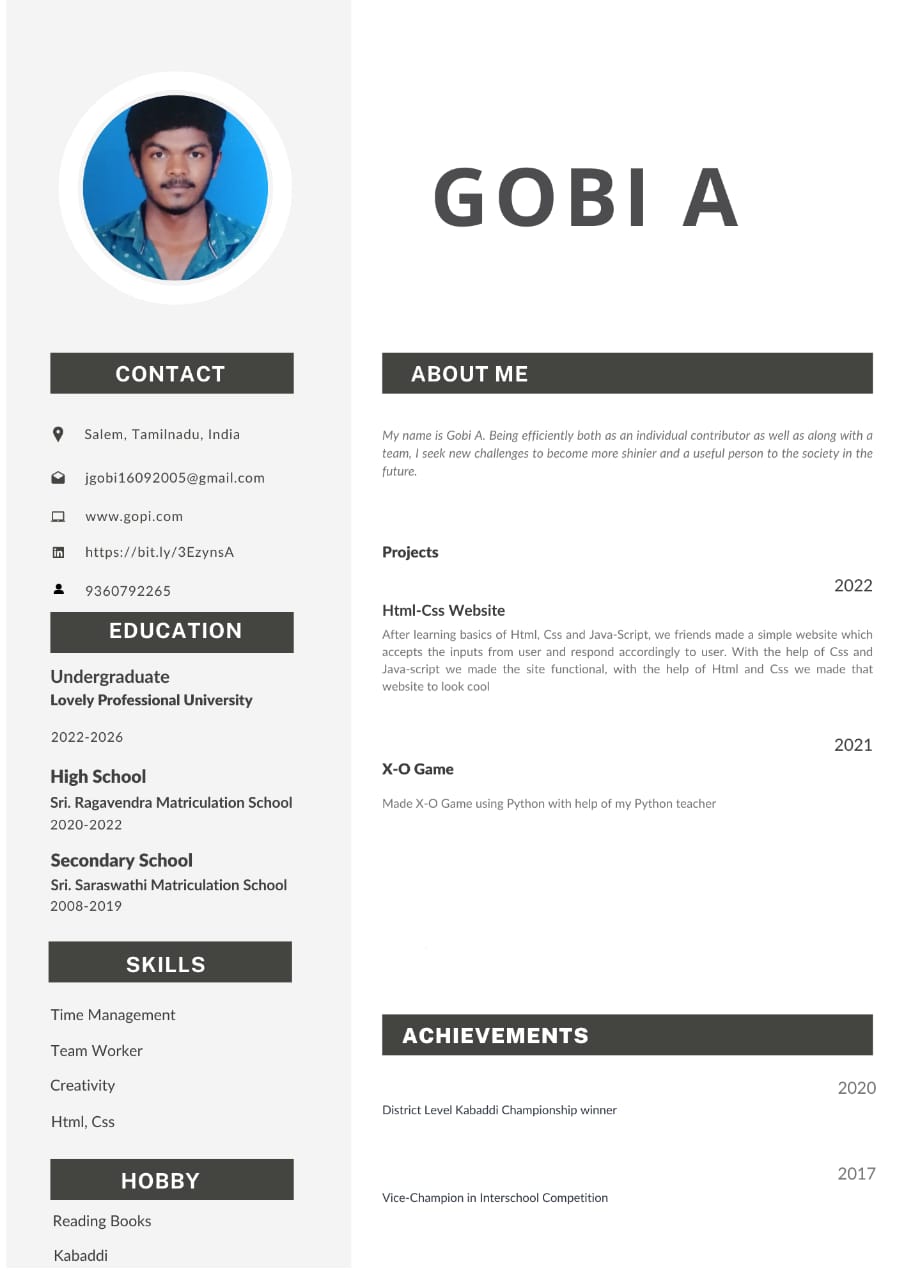 GOBI A
CONTACT
Salem, Tamilnadu, India
jgobi16092005@gmail.com
www.gopi.com
https://bit.ly/3EzynsA
9360792265
EDUCATION
Undergraduate
Lovely Professional University
2022-2026
High School
Sri. Ragavendra Matriculation School
2020-2022
Secondary School
Sri. Saraswathi Matriculation School
2008-2019
SKILLS
Time Management
Team Worker
Creativity
Html, Css
HOBBY
Reading Books
Kabaddi
ABOUT ME
My name is Gobi A. Being efficiently both as an individual contributor as well as along with a
team, I seek new challenges to become more shinier and a useful person to the society in the
future.
Projects
2022
Html-Css Website
After learning basics of Html, Css and Java-Script, we friends made a simple website which
accepts the inputs from user and respond accordingly to user. With the help of Css and
Java-script we made the site functional, with the help of Html and Css we made that
website to look cool
2021
X-O Game
Made X-O Game using Python with help of my Python teacher
ACHIEVEMENTS
2020
District Level Kabaddi Championship winner
2017
Vice-Champion in Interschool Competition